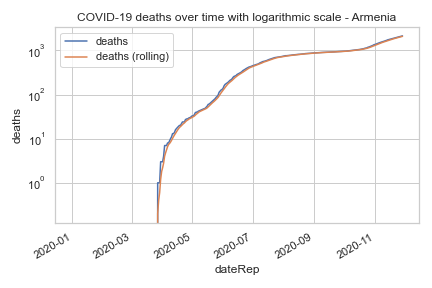 COVID-19 deaths over time with logarithmic scale - Armenia
deaths
deaths (rolling)
deaths
10³
10²
10¹
10⁰
2020-01
2020-03
2020-05
2020-07
2020-09
2020-11
dateRep